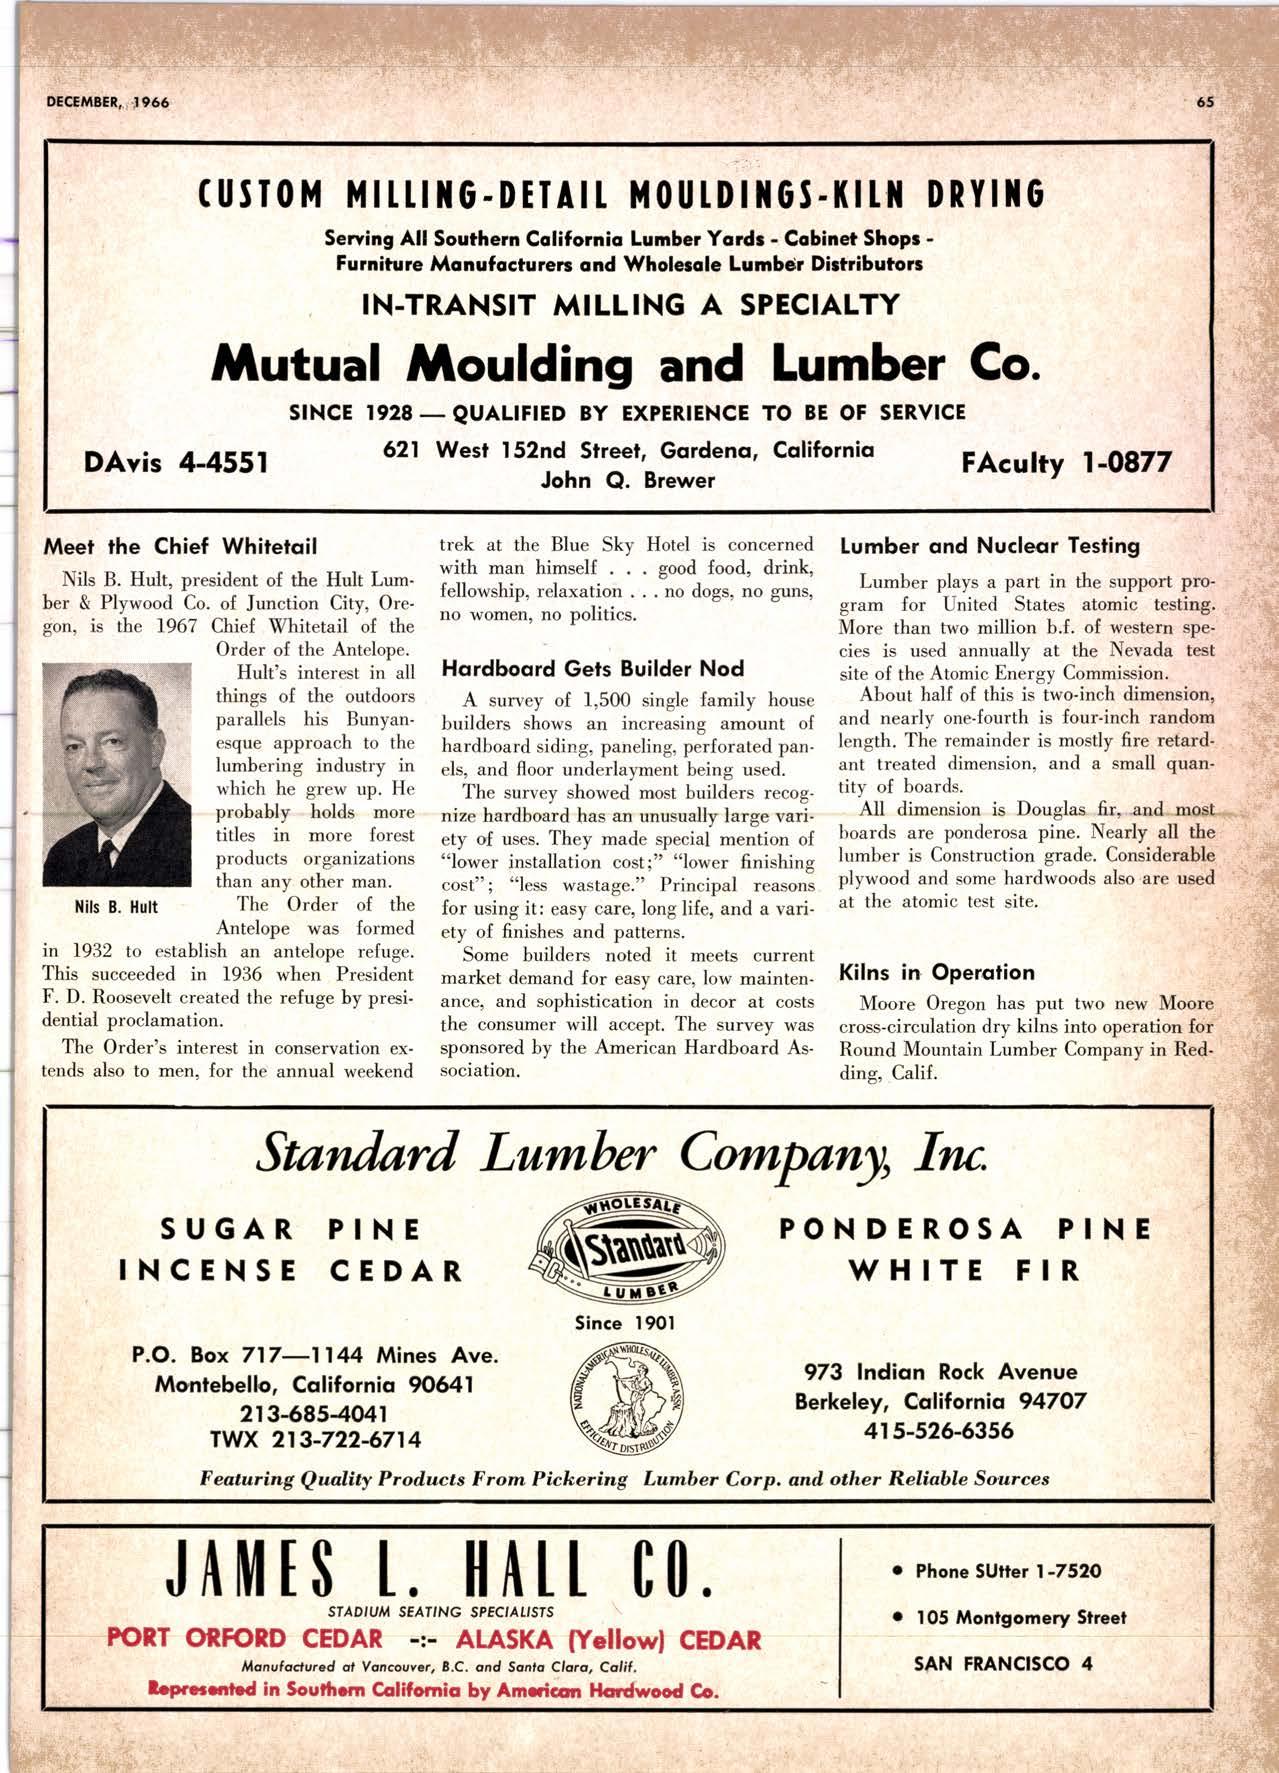 DECEMBER, 1966
65
CUSTOM MILLING-DETAIL MOULDINGS-KILN DRYING
Serving All Southern California Lumber Yards - Cabinet Shops -
Furniture Manufacturers and Wholesale Lumber Distributors
IN-TRANSIT MILLING A SPECIALTY
Mutual Moulding and Lumber Co.
SINCE 1928 — QUALIFIED BY EXPERIENCE TO BE OF SERVICE
DAvis 4-4551
621 West 152nd Street, Gardena, California
John Q. Brewer
FAculty 1-0877
Meet the Chief Whitetail
Nils B. Hult, president of the Hult Lum-
ber & Plywood Co. of Junction City, Ore-
gon, is the 1967 Chief Whitetail of the
Order of the Antelope.
Hult's interest in all
things of the outdoors
parallels his Bunyan-
esque approach to the
lumbering industry in
which he grew up. He
probably holds more
titles in more forest
products organizations
than any other man.
Nils B. Hult
The Order of the
Antelope was formed
in 1932 to establish an antelope refuge.
This succeeded in 1936 when President
F. D. Roosevelt created the refuge by presi-
dential proclamation.
The Order's interest in conservation ex-
tends also to men, for the annual weekend
trek at the Blue Sky Hotel is concerned
with man himself . . . good food, drink,
fellowship, relaxation . . . no dogs, no guns,
no women, no politics.
Hardboard Gets Builder Nod
A survey of 1,500 single family house
builders shows an increasing amount of
hardboard siding, paneling, perforated pan-
els, and floor underlayment being used.
The survey showed most builders recog-
nize hardboard has an unusually large vari-
ety of uses. They made special mention of
“lower installation cost;” “lower finishing
cost”; “less wastage.” Principal reasons
for using it: easy care, long life, and a vari-
ety of finishes and patterns.
Some builders noted it meets current
market demand for easy care, low mainten-
ance, and sophistication in decor at costs
the consumer will accept. The survey was
sponsored by the American Hardboard As-
sociation.
Lumber and Nuclear Testing
Lumber plays a part in the support pro-
gram for United States atomic testing.
More than two million b.f. of western spe-
cies is used annually at the Nevada test
site of the Atomic Energy Commission.
About half of this is two-inch dimension,
and nearly one-fourth is four-inch random
length. The remainder is mostly fire retard-
ant treated dimension, and a small quan-
tity of boards.
All dimension is Douglas fir, and most
boards are ponderosa pine. Nearly all the
lumber is Construction grade. Considerable
plywood and some hardwoods also are used
at the atomic test site.
Kilns in Operation
Moore Oregon has put two new Moore
cross-circulation dry kilns into operation for
Round Mountain Lumber Company in Red-
ding, Calif.
Standard Lumber Company, Inc.
SUGAR PINE
INCENSE CEDAR
WHOLESALE
Standard
LUMBER
PONDEROSA PINE
WHITE FIR
Since 1901
P.O. Box 717—1144 Mines Ave.
Montebello, California 90641
213-685-4041
TWX 213-722-6714
NATIONAL-AMERICAN WHOLESALE LUMBER ASSN.
EFFICIENT DISTRIBUTION
973 Indian Rock Avenue
Berkeley, California 94707
415-526-6356
Featuring Quality Products From Pickering Lumber Corp. and other Reliable Sources
JAMES L. HALL CO.
STADIUM SEATING SPECIALISTS
PORT ORFORD CEDAR -:- ALASKA (Yellow) CEDAR
Manufactured at Vancouver, B.C. and Santa Clara, Calif.
Represented in Southern California by American Hardwood Co.
• Phone SUtter 1-7520
• 105 Montgomery Street
SAN FRANCISCO 4